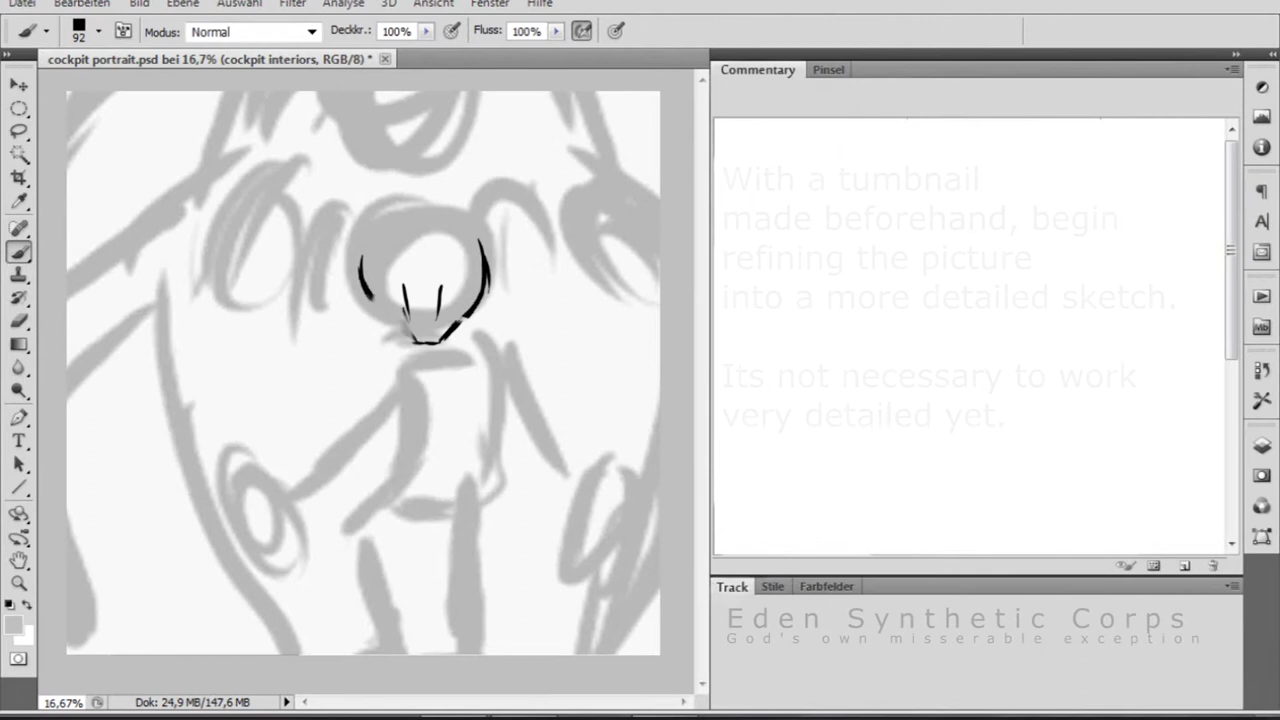 Datei Bearbeiten Bild Ebene Auswahl Filter Analyse 3D Ansicht Fenster Hilfe
92 Modus: Normal Deckkr.: 100% Fluss: 100%
cockpit portrait.psd bei 16,7% (cockpit interiors, RGB/8) *
Commentary Pinsel
With a tumbnail
made beforehand, begin
refining the picture
into a more detailed sketch.
Its not necessary to work
very detailed yet.
Track Stile Farbfelder
Eden Synthetic Corps
God's own misserable exception
16,67% Dok: 24,9 MB/147,6 MB